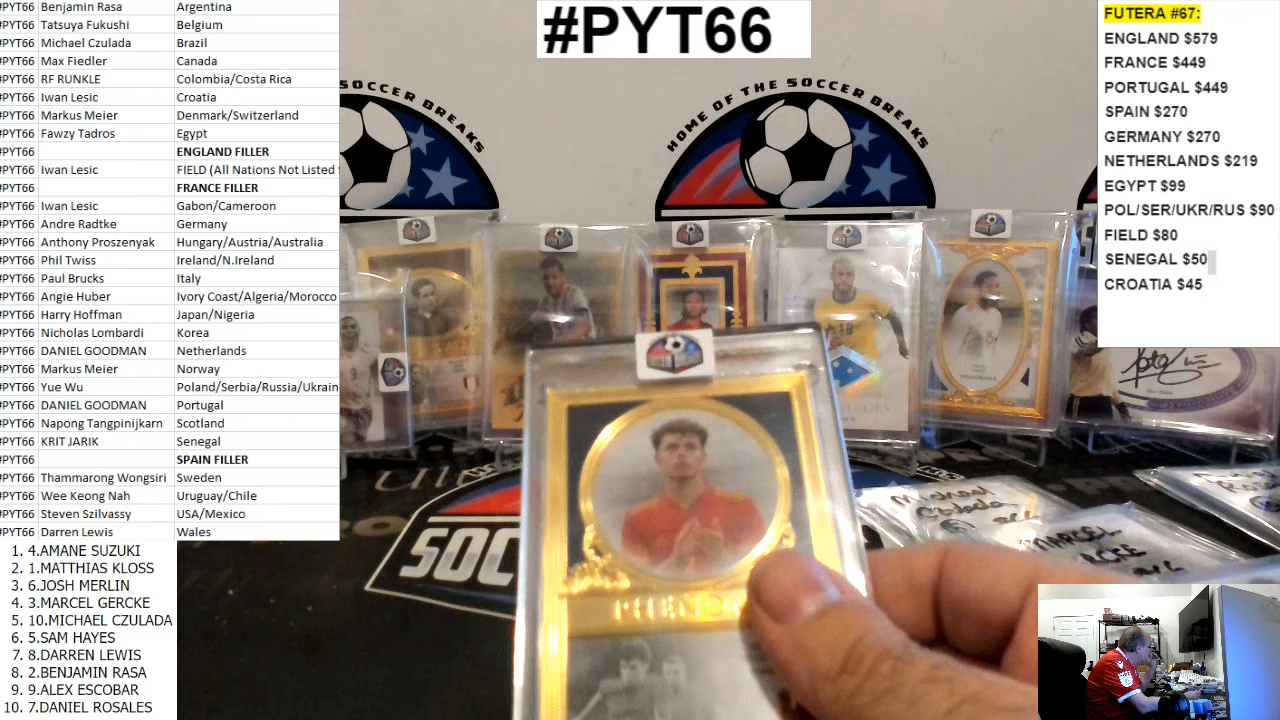 #PYT66 Benjamin Rasa Argentina
#PYT66 Tatsuya Fukushi Belgium
#PYT66 Michael Czulada Brazil
#PYT66 Max Fiedler Canada
#PYT66 RF RUNKLE Colombia/Costa Rica
#PYT66 Iwan Lesic Croatia
#PYT66 Markus Meier Denmark/Switzerland
#PYT66 Fawzy Tadros Egypt
#PYT66 ENGLAND FILLER
#PYT66 Iwan Lesic FIELD (All Nations Not Listed
#PYT66 FRANCE FILLER
#PYT66 Iwan Lesic Gabon/Cameroon
#PYT66 Andre Radtke Germany
#PYT66 Anthony Proszenyak Hungary/Austria/Australia
#PYT66 Phil Twiss Ireland/N.Ireland
#PYT66 Paul Brucks Italy
#PYT66 Angie Huber Ivory Coast/Algeria/Morocco
#PYT66 Harry Hoffman Japan/Nigeria
#PYT66 Nicholas Lombardi Korea
#PYT66 DANIEL GOODMAN Netherlands
#PYT66 Markus Meier Norway
#PYT66 Yue Wu Poland/Serbia/Russia/Ukrain
#PYT66 DANIEL GOODMAN Portugal
#PYT66 Napong Tangpinijkarn Scotland
#PYT66 KRIT JARIK Senegal
#PYT66 SPAIN FILLER
#PYT66 Thammarong Wongsiri Sweden
#PYT66 Wee Keong Nah Uruguay/Chile
#PYT66 Steven Szilvassy USA/Mexico
#PYT66 Darren Lewis Wales
1. 4.AMANE SUZUKI
2. 1.MATTHIAS KLOSS
3. 6.JOSH MERLIN
4. 3.MARCEL GERCKE
5. 10.MICHAEL CZULADA
6. 5.SAM HAYES
7. 8.DARREN LEWIS
8. 2.BENJAMIN RASA
9. 9.ALEX ESCOBAR
10. 7.DANIEL ROSALES
#PYT66
SOCCER BREAKS
HOME OF THE SOCCER BREAKS
SOC
Michael
Czulada
MARCEL
FUTERA #67:
ENGLAND $579
FRANCE $449
PORTUGAL $449
SPAIN $270
GERMANY $270
NETHERLANDS $219
EGYPT $99
POL/SER/UKR/RUS $90
FIELD $80
SENEGAL $50
CROATIA $45